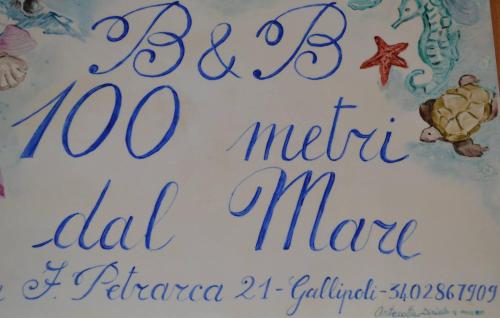 B & B
100 metri
dal Mare
F. Petrarca 21 - Gallipoli - 3402867909